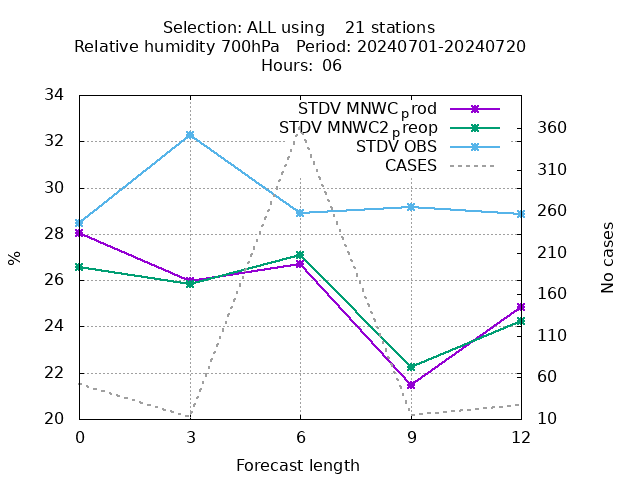 Selection: ALL using    21 stations
Relative humidity 700hPa   Period: 20240701-20240720
Hours:  06
STDV MNWCprod
STDV MNWC2preop
STDV OBS
CASES
34
32
30
28
26
24
22
20
%
360
310
260
210
160
110
60
10
No cases
0 3 6 9 12
Forecast length